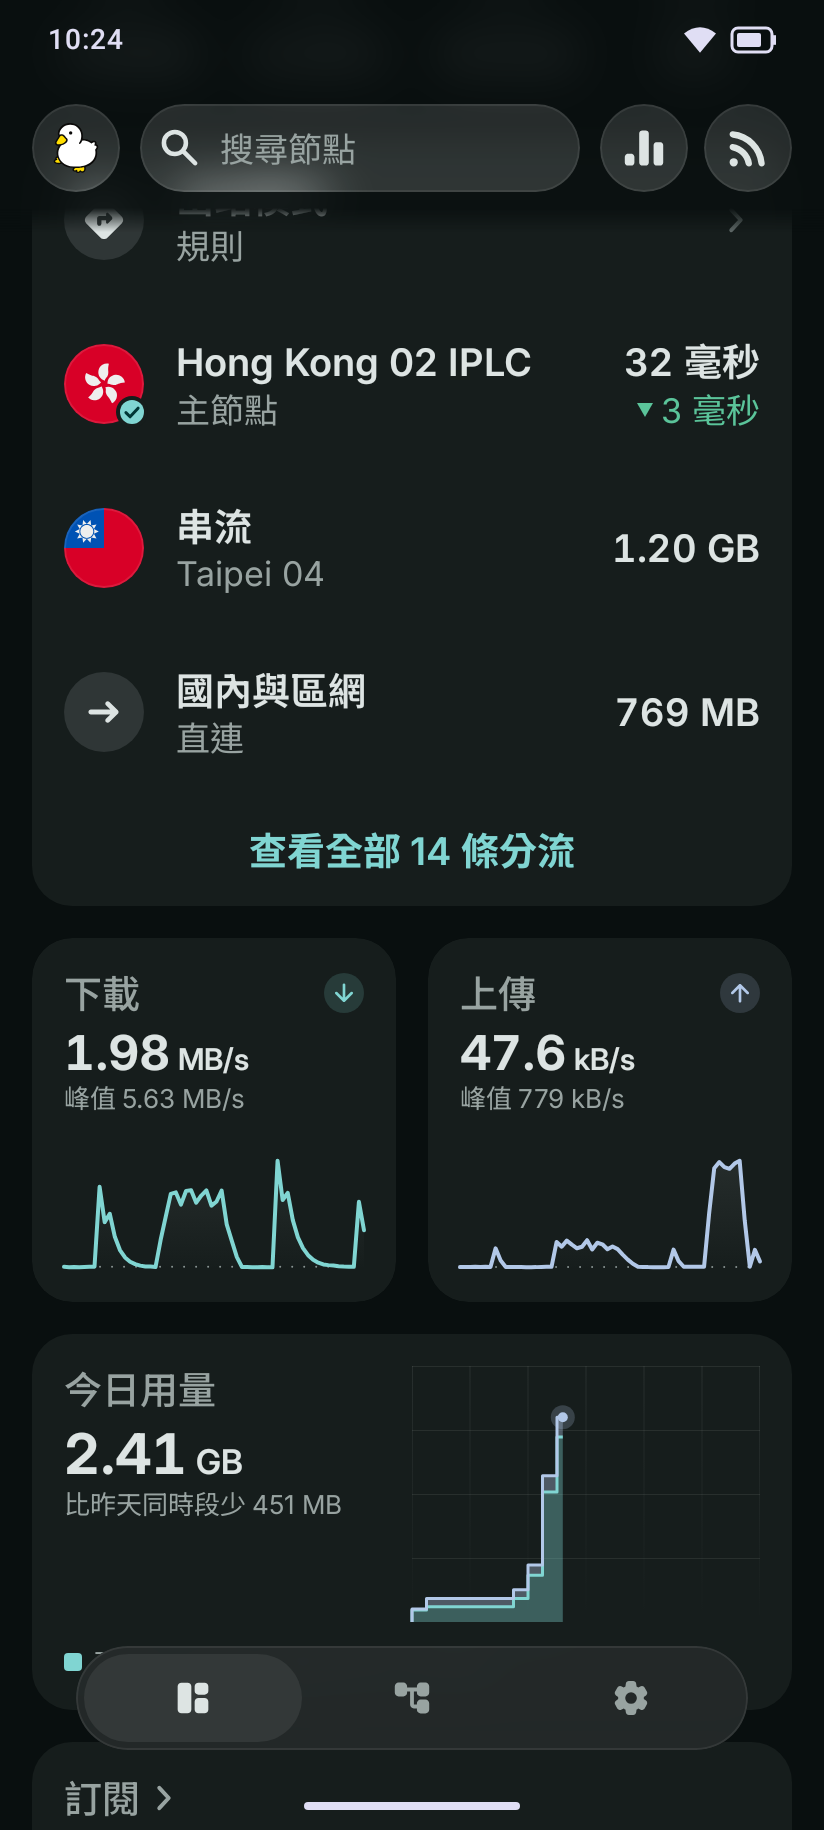 10:24
搜尋節點
規則
Hong Kong 02 IPLC
32 毫秒
主節點
▼3 毫秒
串流
Taipei 04
1.20 GB
國內與區網
直連
769 MB
查看全部 14 條分流
下載
1.98 MB/s
峰值 5.63 MB/s
上傳
47.6 kB/s
峰值 779 kB/s
今日用量
2.41 GB
比昨天同時段少 451 MB
訂閱